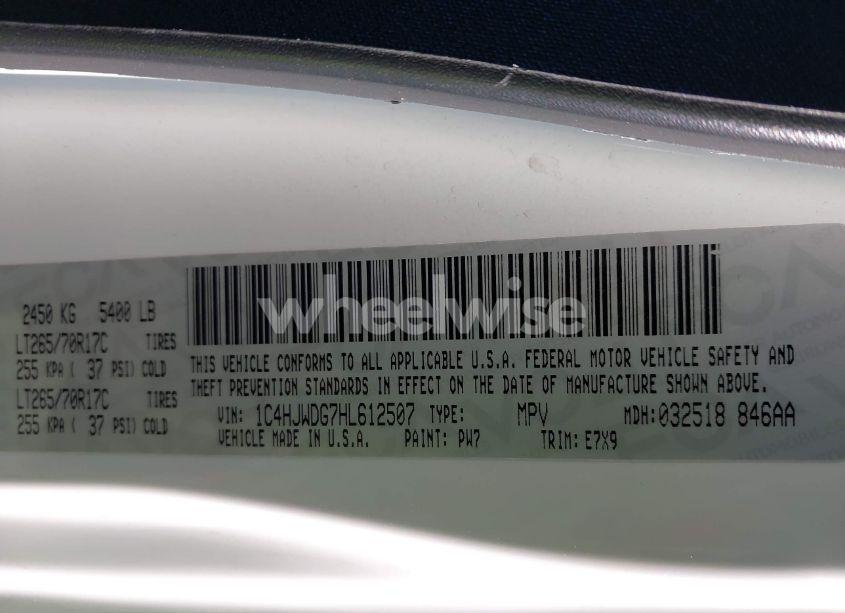 wheelwise
2450 KG 5400 LB
LT265/70R17C TIRES
255 KPA ( 37 PSI) COLD
LT265/70R17C TIRES
255 KPA ( 37 PSI) COLD
THIS VEHICLE CONFORMS TO ALL APPLICABLE U.S.A. FEDERAL MOTOR VEHICLE SAFETY AND
THEFT PREVENTION STANDARDS IN EFFECT ON THE DATE OF MANUFACTURE SHOWN ABOVE.
VIN: 1C4HJWDG7HL612507 TYPE: MPV MDH:032518 846AA
VEHICLE MADE IN U.S.A. PAINT: PW7 TRIM: E7X9